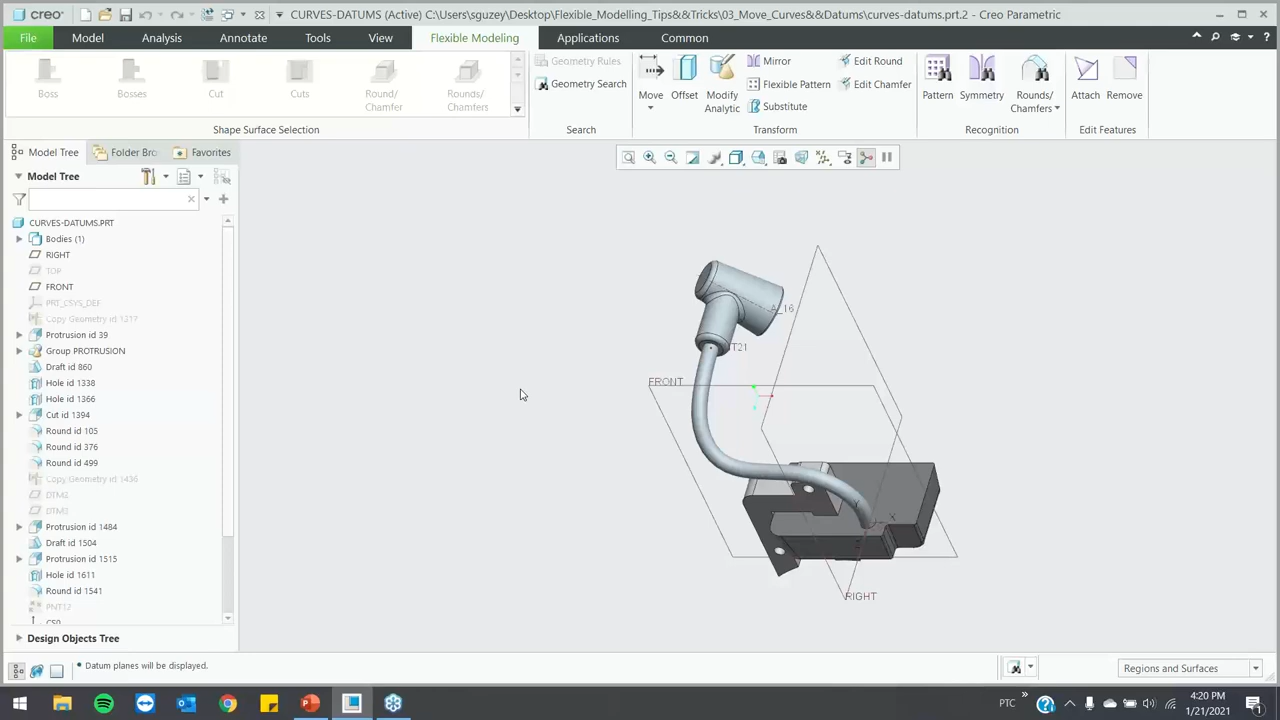 creo
CURVES-DATUMS (Active) C:\Users\sguzey\Desktop\Flexible_Modelling_Tips&&Tricks\03_Move_Curves&&Datums\curves-datums.prt.2 - Creo Parametric
File Model Analysis Annotate Tools View Flexible Modeling Applications Common
Boss Bosses Cut Cuts Round/ Chamfer Rounds/ Chamfers
Shape Surface Selection
Geometry Rules
Geometry Search
Search
Move Offset Modify Analytic
Mirror
Flexible Pattern
Substitute
Edit Round
Edit Chamfer
Transform
Pattern Symmetry Rounds/ Chamfers
Recognition
Attach Remove
Edit Features
Model Tree Folder Bro Favorites
Model Tree
CURVES-DATUMS.PRT
Bodies (1)
RIGHT
TOP
FRONT
PRT_CSYS_DEF
Copy Geometry id 1217
Protrusion id 39
Group PROTRUSION
Draft id 860
Hole id 1338
Hole id 1366
Cut id 1394
Round id 105
Round id 376
Round id 499
Copy Geometry id 1436
DTM2
DTM3
Protrusion id 1484
Draft id 1504
Protrusion id 1515
Hole id 1611
Round id 1541
PNT12
CS0
Design Objects Tree
A_16
T21
FRONT
Y
X
RIGHT
Datum planes will be displayed.
Regions and Surfaces
PTC
4:20 PM
1/21/2021